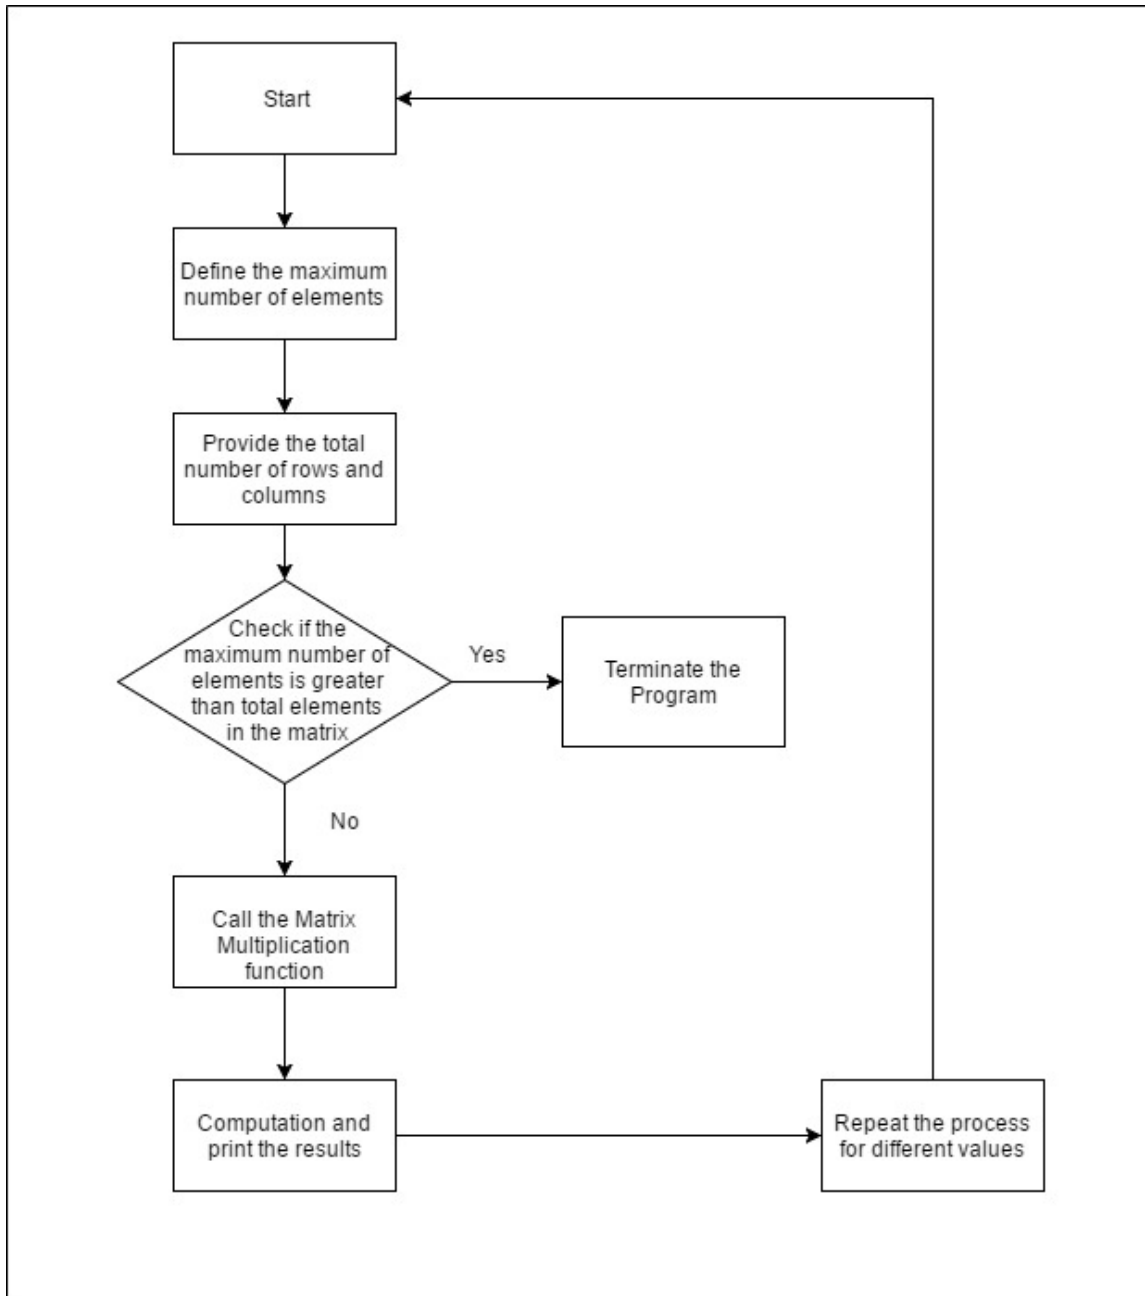 Start
Define the maximum
number of elements
Provide the total
number of rows and
columns
Check if the
maximum number of
elements is greater
than total elements
in the matrix
Yes
Terminate the
Program
No
Call the Matrix
Multiplication
function
Computation and
print the results
Repeat the process
for different values